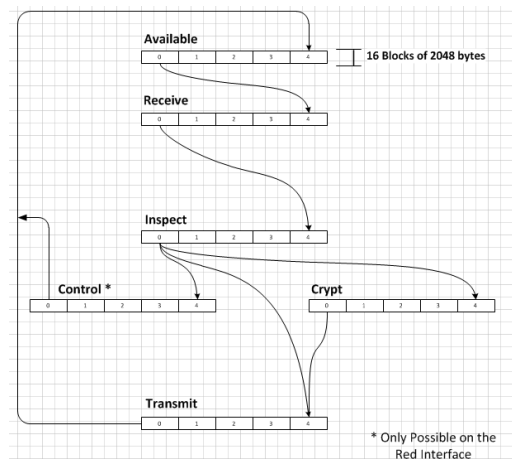 Available
0 1 2 3 4
16 Blocks of 2048 bytes
Receive
0 1 2 3 4
Inspect
0 1 2 3 4
Control *
0 1 2 3 4
Crypt
0 1 2 3 4
Transmit
0 1 2 3 4
* Only Possible on the
Red Interface